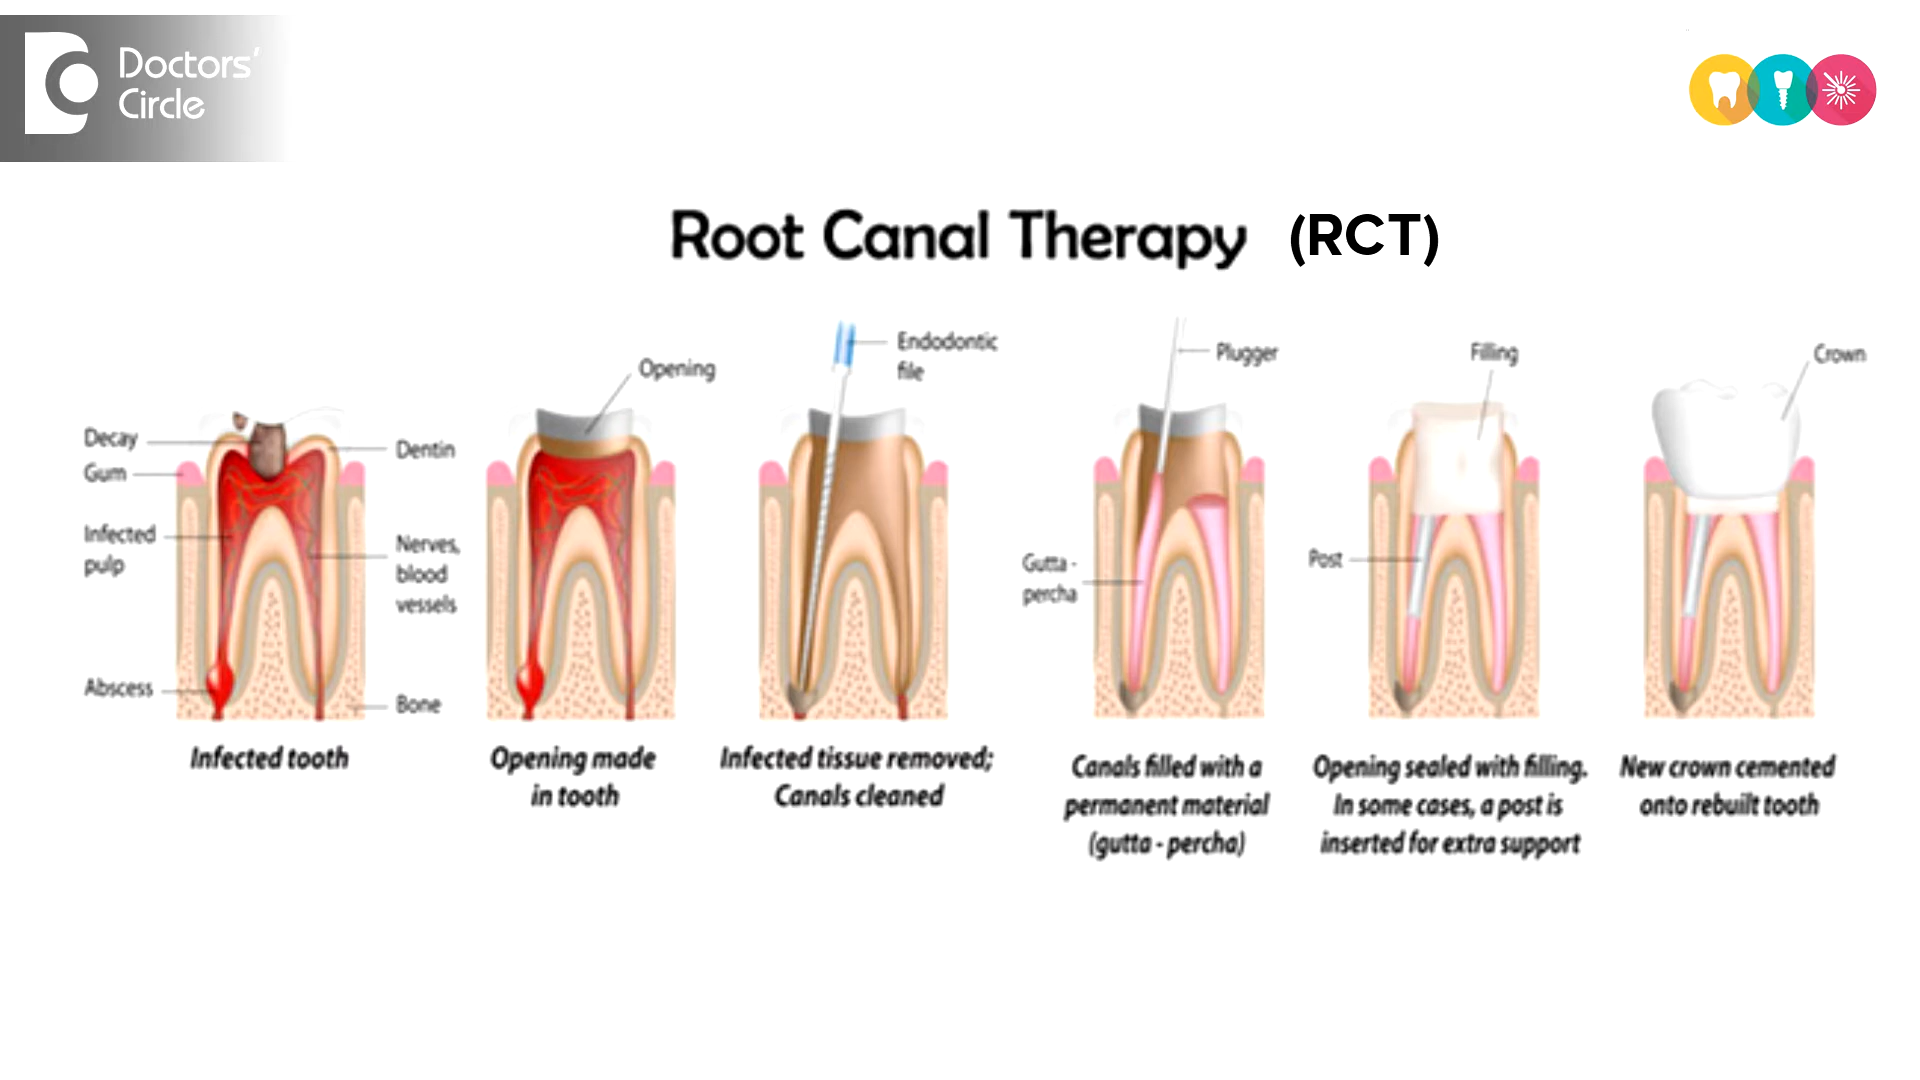 Doctors'
Circle
Root Canal Therapy (RCT)
Decay
Gum
Infected
pulp
Abscess
Dentin
Nerves,
blood
vessels
Bone
Infected tooth
Opening
Opening made
in tooth
Endodontic
file
Infected tissue removed;
Canals cleaned
Plugger
Gutta -
percha
Canals filled with a
permanent material
(gutta - percha)
Filling
Post
Opening sealed with filling.
In some cases, a post is
inserted for extra support
Crown
New crown cemented
onto rebuilt tooth